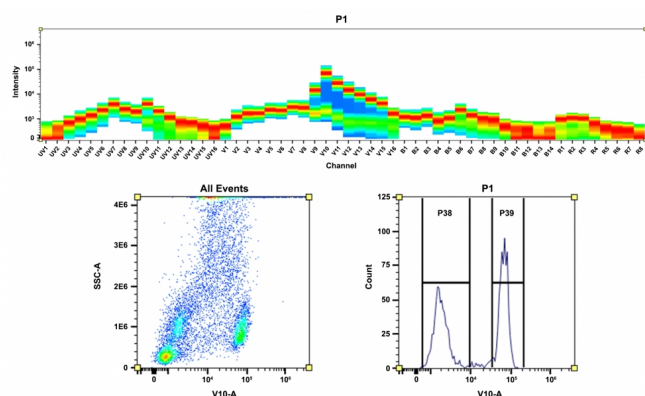 P1
Intensity
10⁶
10⁴
10³
0
UV1 UV2 UV3 UV4 UV5 UV6 UV7 UV8 UV9 UV10 UV11 UV12 UV13 UV14 UV15 UV16 V1 V2 V3 V4 V5 V6 V7 V8 V9 V10 V11 V12 V13 V14 V15 V16 B1 B2 B3 B4 B5 B6 B7 B8 B9 B10 B11 B12 B13 B14 R1 R2 R3 R4 R5 R6 R7 R8
Channel
All Events
SSC-A
4E6
3E6
2E6
1E6
0
0 10⁴ 10⁵ 10⁶
V10-A
P1
Count
125
100
75
50
25
0
P38 P39
0 10⁴ 10⁵ 10⁶
V10-A